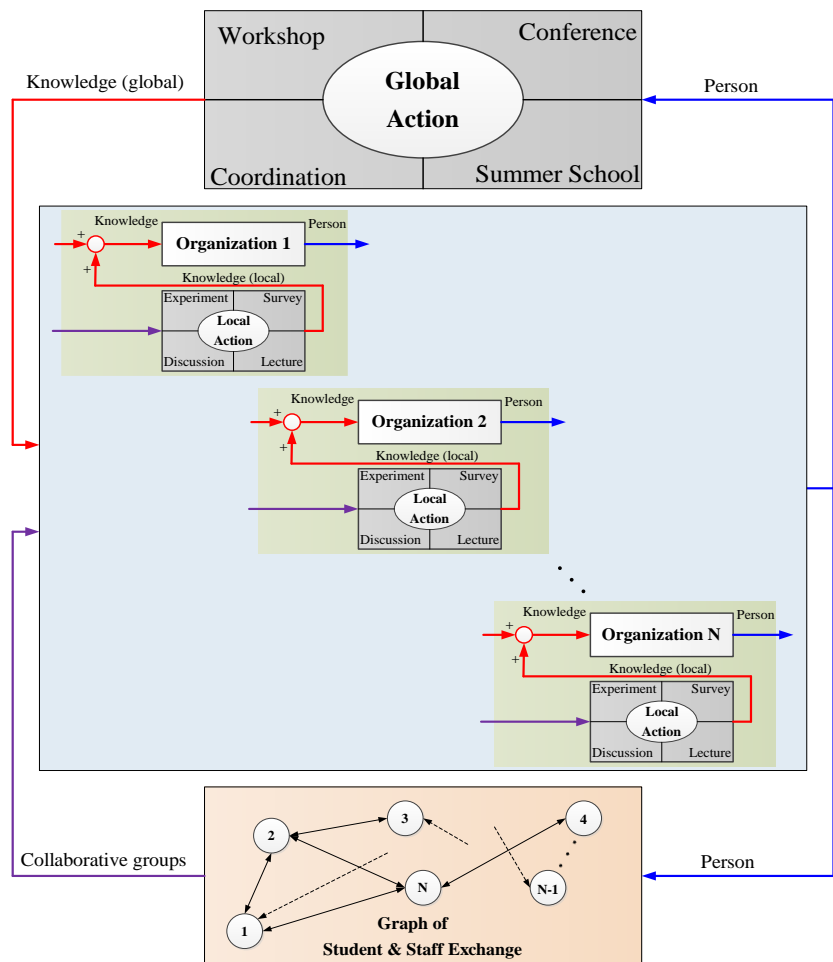 Workshop
Conference
Knowledge (global)
Global
Action
Person
Coordination
Summer School
Knowledge
Person
+
Organization 1
+
Knowledge (local)
Experiment
Survey
Local
Action
Discussion
Lecture
Knowledge
Person
+
Organization 2
+
Knowledge (local)
Experiment
Survey
Local
Action
Discussion
Lecture
Knowledge
Person
+
Organization N
+
Knowledge (local)
Experiment
Survey
Local
Action
Discussion
Lecture
3
4
2
Collaborative groups
Person
N
N-1
1
Graph of
Student & Staff Exchange